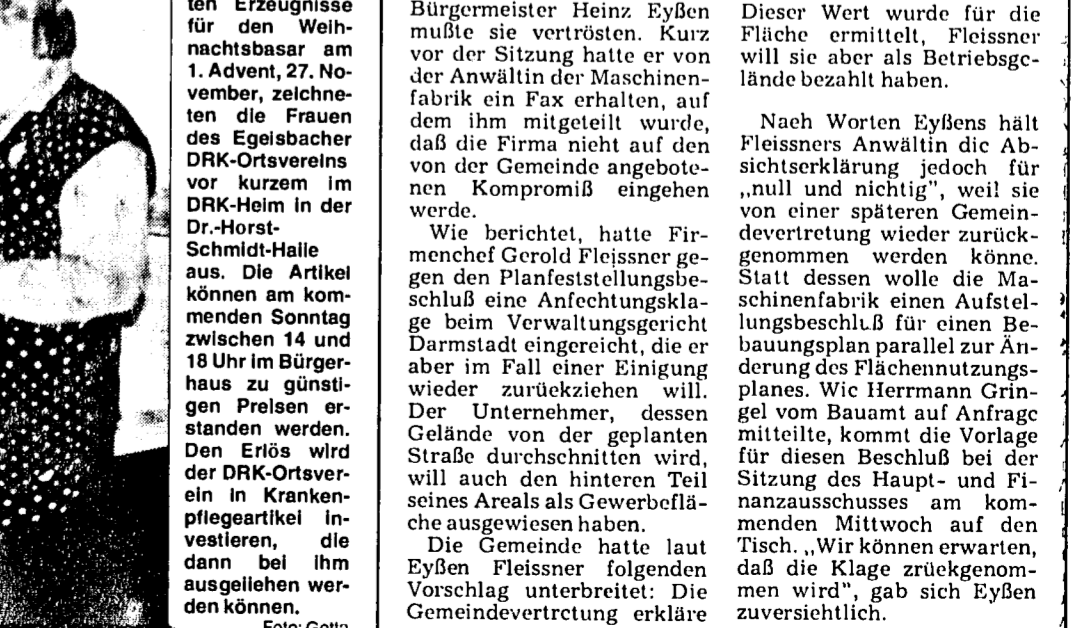 ten Erzeugnisse
für den Weih-
nachtsbasar am
1. Advent, 27. No-
vember, zeichne-
ten die Frauen
des Egelsbacher
DRK-Ortsvereins
vor kurzem im
DRK-Heim in der
Dr.-Horst-
Schmidt-Halle
aus. Die Artikel
können am kom-
menden Sonntag
zwischen 14 und
18 Uhr im Bürger-
haus zu günsti-
gen Preisen er-
standen werden.
Den Erlös wird
der DRK-Ortsver-
ein in Kranken-
pflegeartikel in-
vestieren, die
dann bei ihm
ausgeliehen wer-
den können.
Foto: Gotta
Bürgermeister Heinz Eyßen
mußte sie vertrösten. Kurz
vor der Sitzung hatte er von
der Anwältin der Maschinen-
fabrik ein Fax erhalten, auf
dem ihm mitgeteilt wurde,
daß die Firma nicht auf den
von der Gemeinde angebote-
nen Kompromiß eingehen
werde.
Wie berichtet, hatte Fir-
menchef Gerold Fleissner ge-
gen den Planfeststellungsbe-
schluß eine Anfechtungskla-
ge beim Verwaltungsgericht
Darmstadt eingereicht, die er
aber im Fall einer Einigung
wieder zurückziehen will.
Der Unternehmer, dessen
Gelände von der geplanten
Straße durchschnitten wird,
will auch den hinteren Teil
seines Areals als Gewerbeflä-
che ausgewiesen haben.
Die Gemeinde hatte laut
Eyßen Fleissner folgenden
Vorschlag unterbreitet: Die
Gemeindevertretung erkläre
Dieser Wert wurde für die
Fläche ermittelt, Fleissner
will sie aber als Betriebsge-
lände bezahlt haben.
Nach Worten Eyßens hält
Fleissners Anwältin die Ab-
sichtserklärung jedoch für
„null und nichtig", weil sie
von einer späteren Gemein-
devertretung wieder zurück-
genommen werden könne.
Statt dessen wolle die Ma-
schinenfabrik einen Aufstel-
lungsbeschluß für einen Be-
bauungsplan parallel zur Än-
derung des Flächennutzungs-
planes. Wie Herrmann Grin-
gel vom Bauamt auf Anfrage
mitteilte, kommt die Vorlage
für diesen Beschluß bei der
Sitzung des Haupt- und Fi-
nanzausschusses am kom-
menden Mittwoch auf den
Tisch. „Wir können erwarten,
daß die Klage zrückgenom-
men wird", gab sich Eyßen
zuversichtlich.